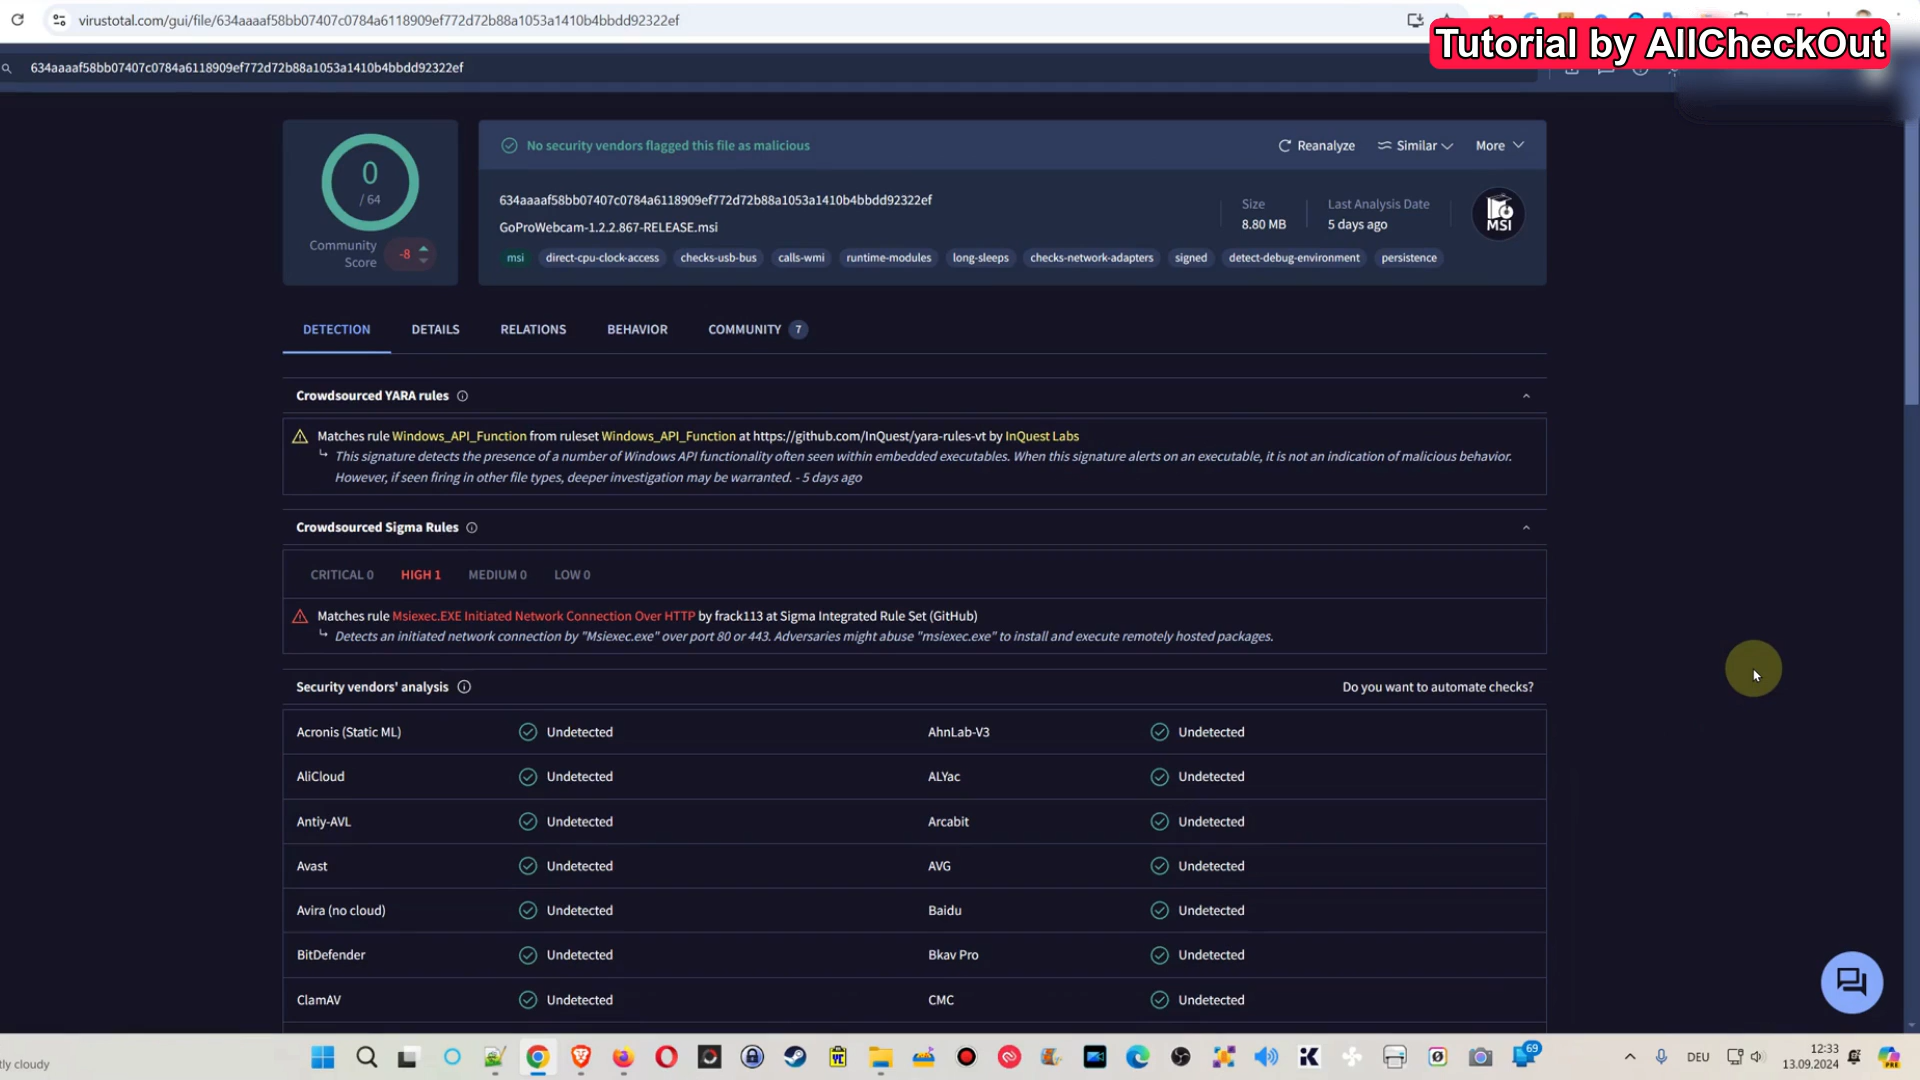 virustotal.com/gui/file/634aaaaf58bb07407c0784a6118909ef772d72b88a1053a1410b4bbdd92322ef
Tutorial by AllCheckOut
634aaaaf58bb07407c0784a6118909ef772d72b88a1053a1410b4bbdd92322ef
0
/ 64
Community Score
-8
No security vendors flagged this file as malicious
Reanalyze
Similar
More
634aaaaf58bb07407c0784a6118909ef772d72b88a1053a1410b4bbdd92322ef
GoProWebcam-1.2.2.867-RELEASE.msi
Size
8.80 MB
Last Analysis Date
5 days ago
MSI
msi direct-cpu-clock-access checks-usb-bus calls-wmi runtime-modules long-sleeps checks-network-adapters signed detect-debug-environment persistence
DETECTION DETAILS RELATIONS BEHAVIOR COMMUNITY 7
Crowdsourced YARA rules
Matches rule Windows_API_Function from ruleset Windows_API_Function at https://github.com/InQuest/yara-rules-vt by InQuest Labs
This signature detects the presence of a number of Windows API functionality often seen within embedded executables. When this signature alerts on an executable, it is not an indication of malicious behavior.
However, if seen firing in other file types, deeper investigation may be warranted. - 5 days ago
Crowdsourced Sigma Rules
CRITICAL 0 HIGH 1 MEDIUM 0 LOW 0
Matches rule Msiexec.EXE Initiated Network Connection Over HTTP by frack113 at Sigma Integrated Rule Set (GitHub)
Detects an initiated network connection by "Msiexec.exe" over port 80 or 443. Adversaries might abuse "msiexec.exe" to install and execute remotely hosted packages.
Security vendors' analysis
Do you want to automate checks?
Acronis (Static ML) Undetected AhnLab-V3 Undetected
AliCloud Undetected ALYac Undetected
Antiy-AVL Undetected Arcabit Undetected
Avast Undetected AVG Undetected
Avira (no cloud) Undetected Baidu Undetected
BitDefender Undetected Bkav Pro Undetected
ClamAV Undetected CMC Undetected
tly cloudy
69
DEU
12:33
13.09.2024
PRE